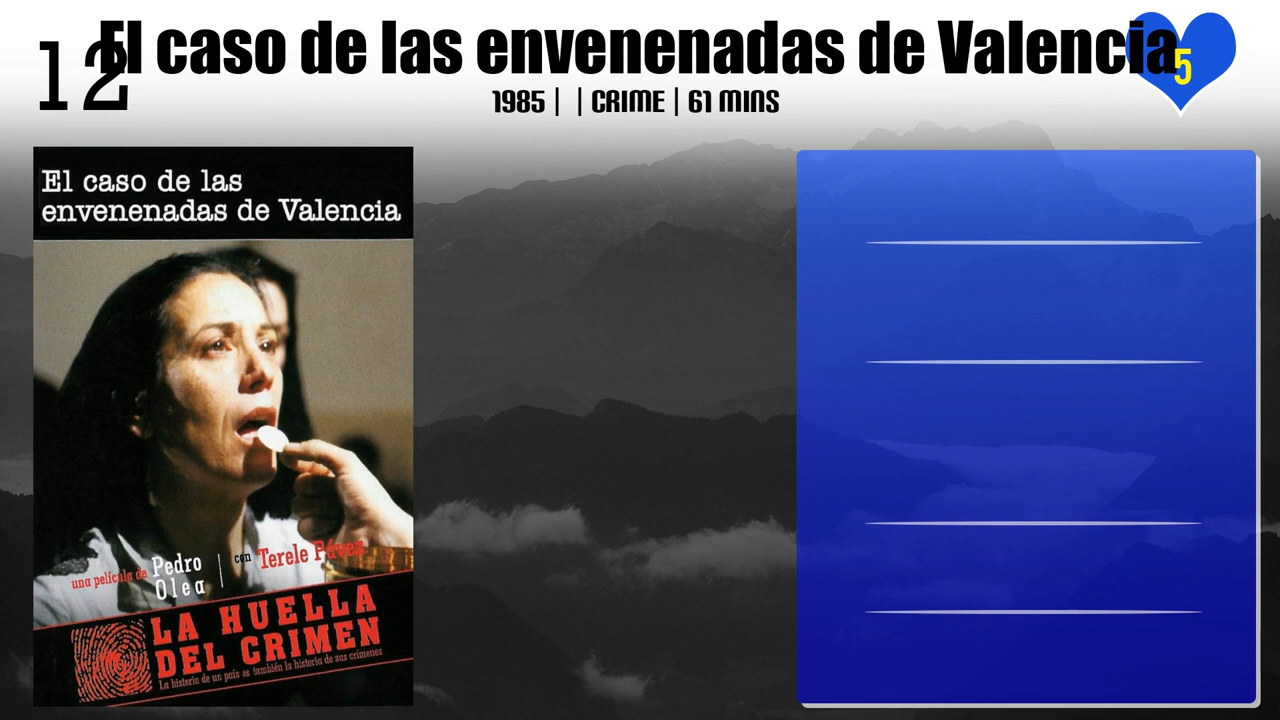 12
El caso de las envenenadas de Valencia
5
1985 | | CRIME | 61 MINS
El caso de las
envenenadas de Valencia
una película de Pedro Olea | con Terele Pávez
LA HUELLA
DEL CRIMEN
La historia de un país es también la historia de sus crímenes